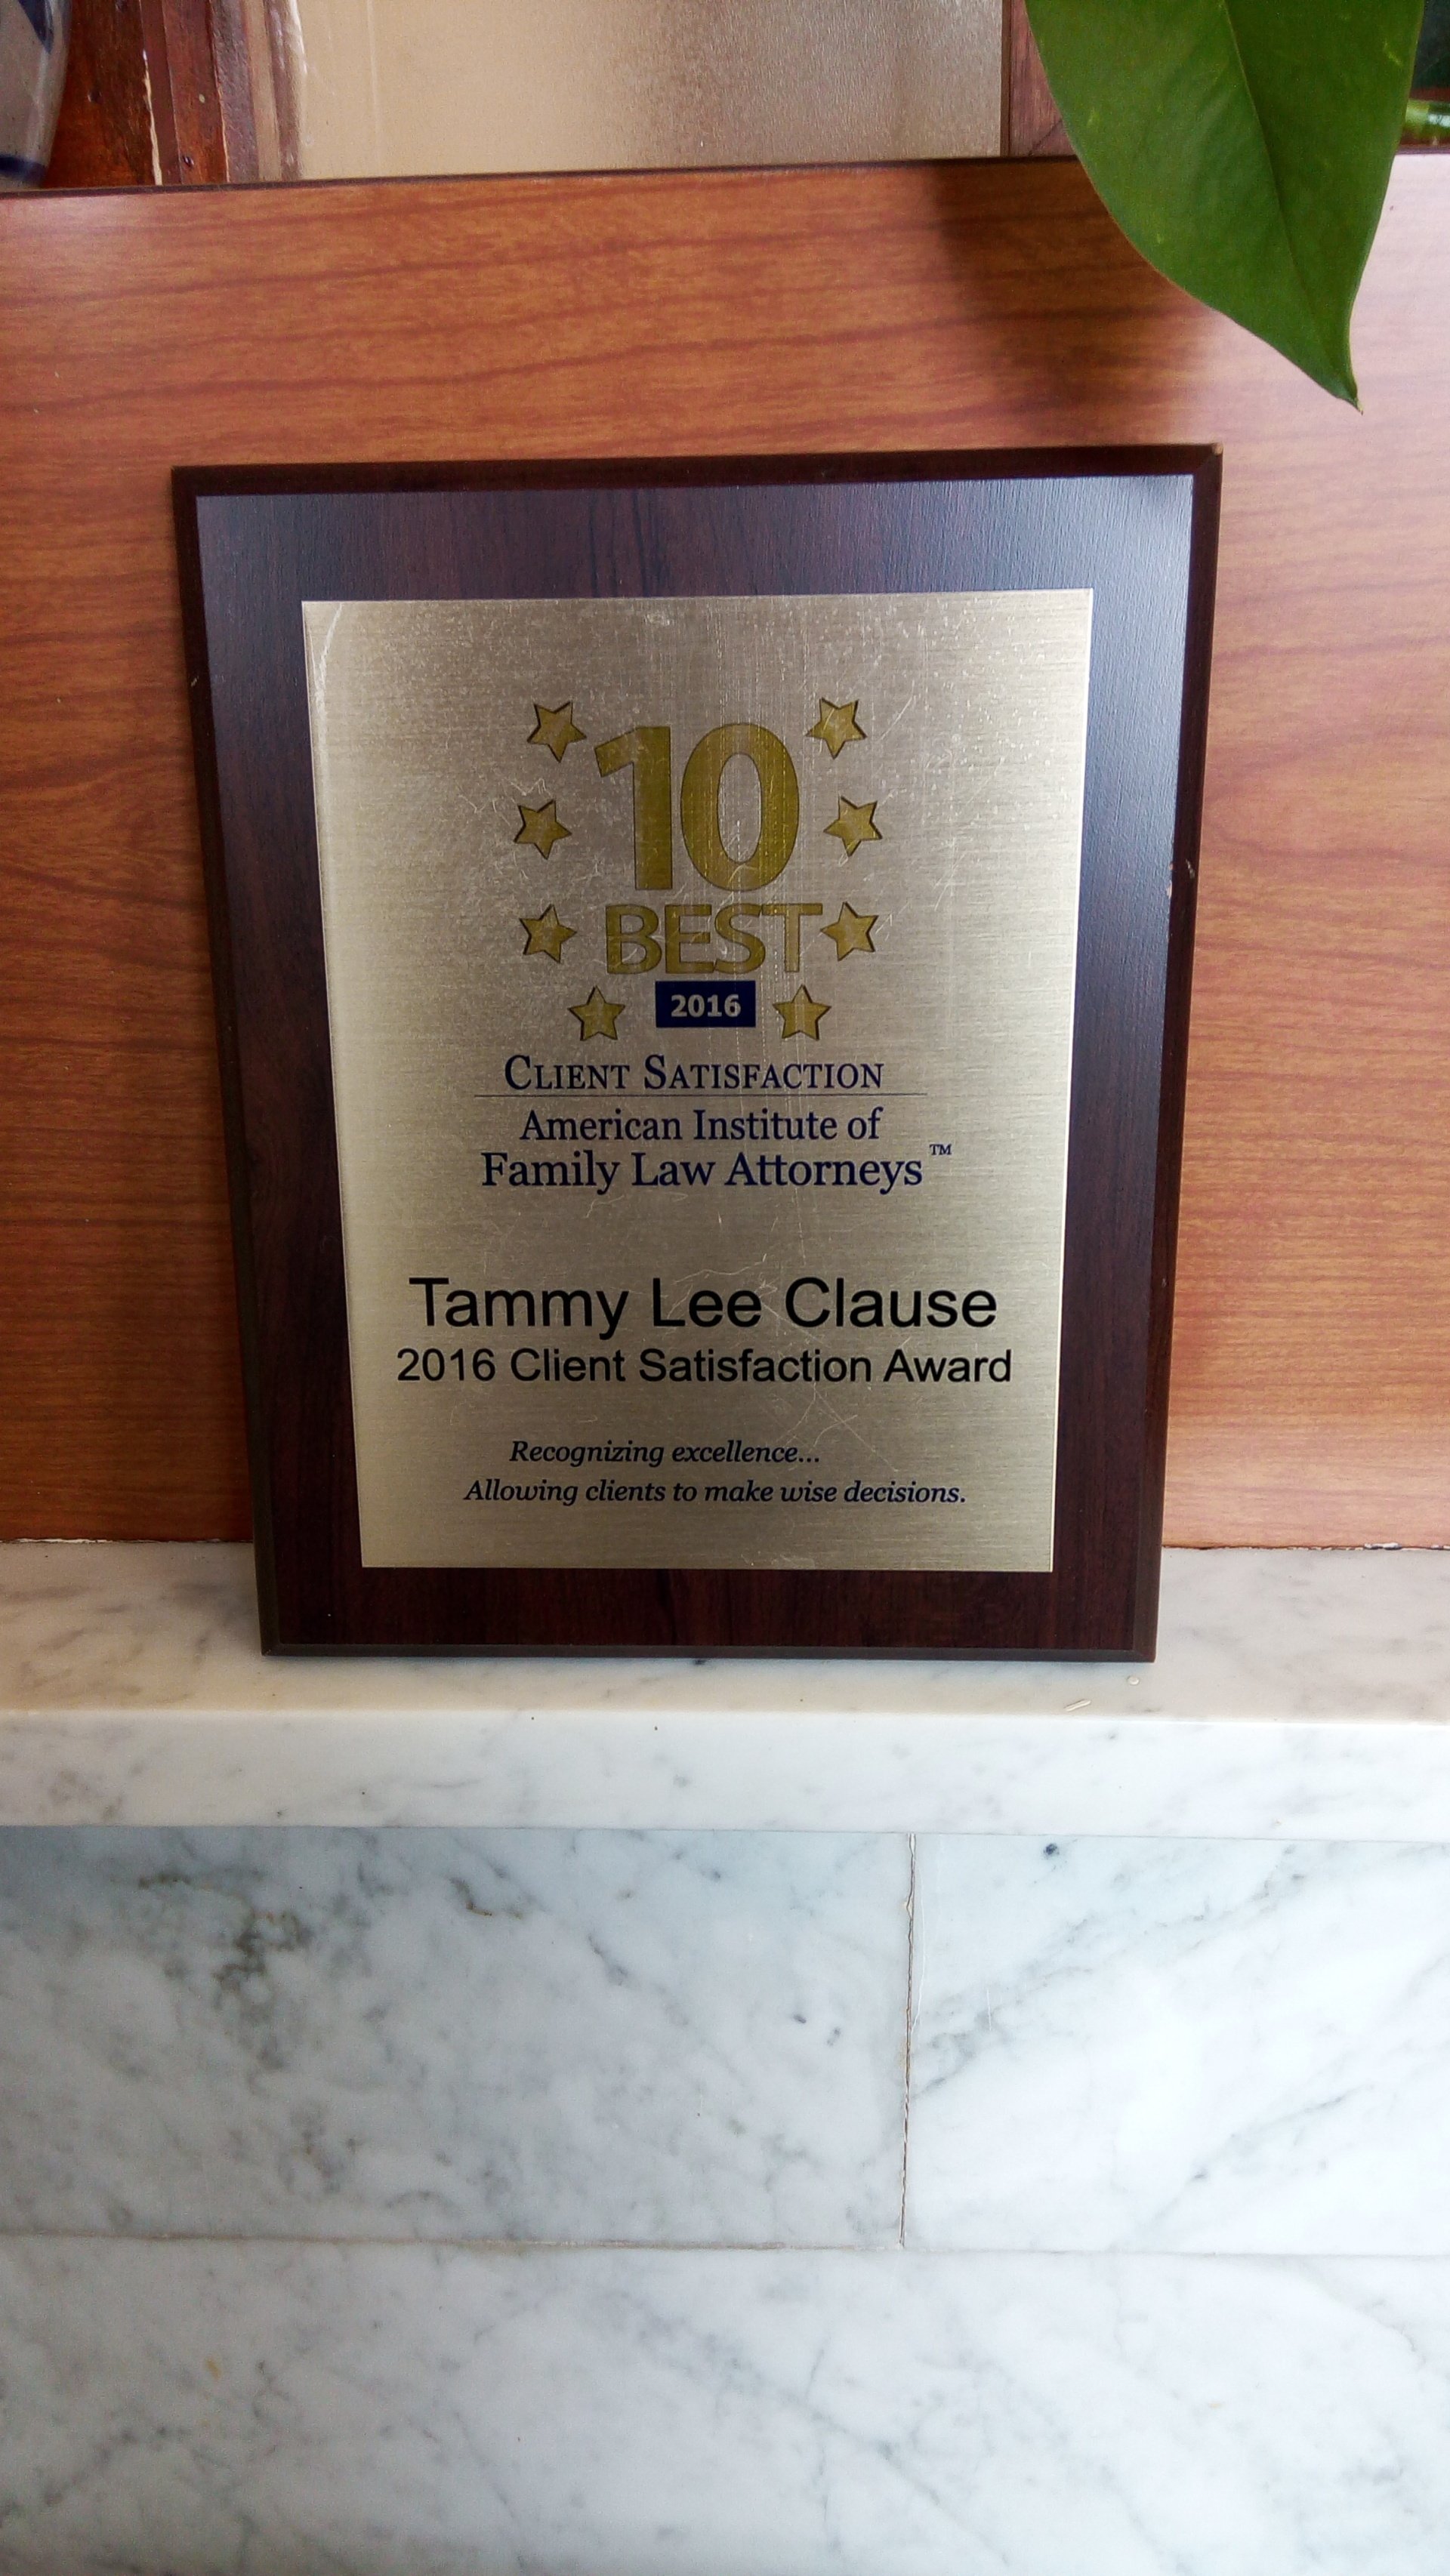 10
BEST
2016
CLIENT SATISFACTION
American Institute of
Family Law Attorneys™
Tammy Lee Clause
2016 Client Satisfaction Award
Recognizing excellence...
Allowing clients to make wise decisions.